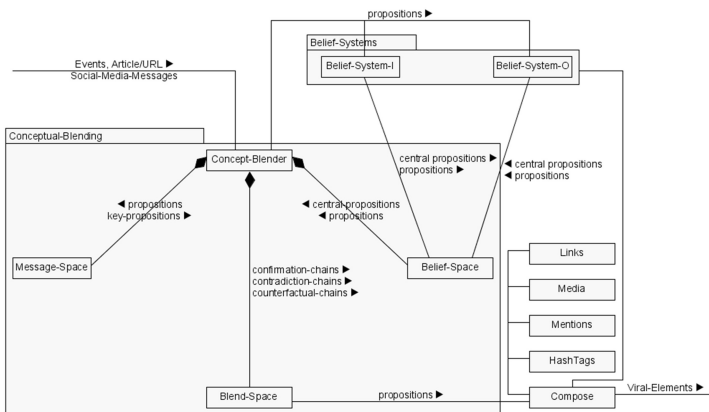 propositions ►
Belief-Systems
Belief-System-I
Belief-System-O
Events, Article/URL ►
Social-Media-Messages
Conceptual-Blending
Concept-Blender
central propositions ►
propositions ►
◄ central propositions
◄ propositions
◄ propositions
key-propositions ►
◄ central-propositions
◄ propositions
Message-Space
Belief-Space
confirmation-chains ►
contradiction-chains ►
counterfactual-chains ►
Links
Media
Mentions
HashTags
Blend-Space
propositions ►
Compose
Viral-Elements ►